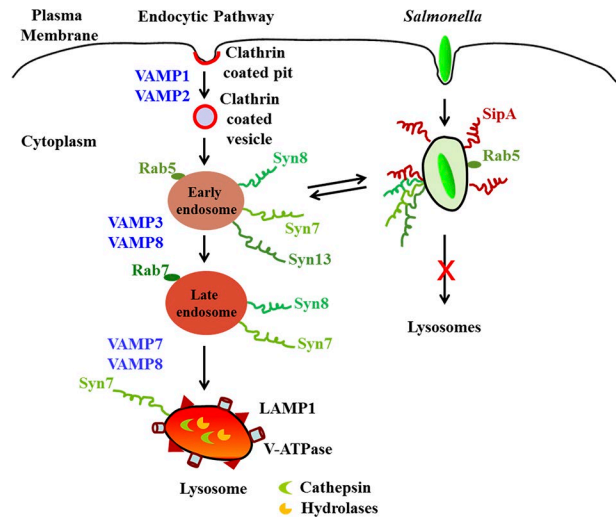 Plasma
Membrane
Endocytic Pathway
Salmonella
Clathrin
coated pit
VAMP1
VAMP2
Clathrin
coated
vesicle
SipA
Cytoplasm
Rab5
Syn8
Rab5
Early
endosome
Syn7
VAMP3
VAMP8
Syn13
Rab7
X
Late
endosome
Syn8
Lysosomes
Syn7
VAMP7
VAMP8
Syn7
LAMP1
V-ATPase
Lysosome
Cathepsin
Hydrolases